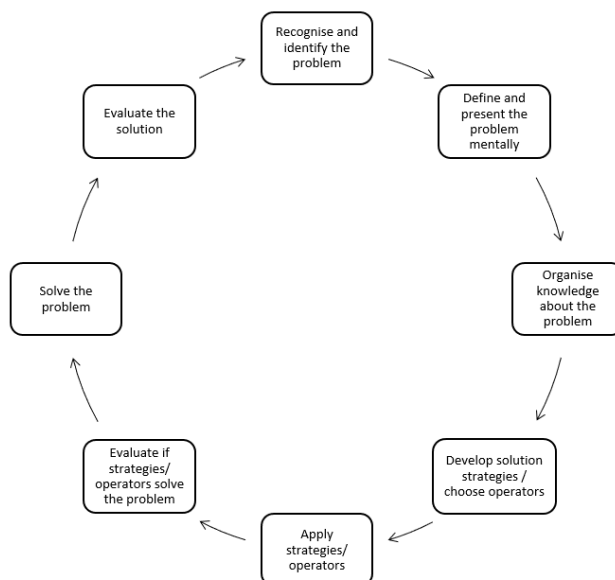 Recognise and
identify the
problem
Define and
present the
problem
mentally
Organise
knowledge
about the
problem
Develop solution
strategies /
choose operators
Apply
strategies/
operators
Evaluate if
strategies/
operators solve
the problem
Solve the
problem
Evaluate the
solution